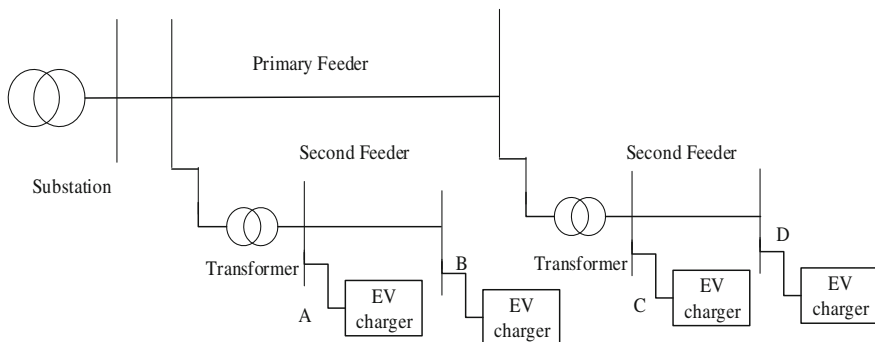 Primary Feeder
Second Feeder
Second Feeder
Substation
D
Transformer
B
Transformer
EV
charger
A
EV
charger
EV
charger
C
EV
charger